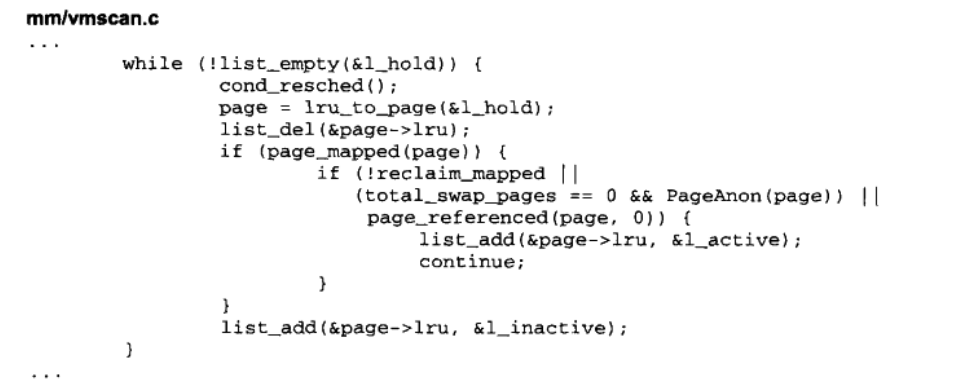 mm/vmscan.c
...
while (!list_empty(&l_hold)) {
cond_resched();
page = lru_to_page(&l_hold);
list_del(&page->lru);
if (page_mapped(page)) {
if (!reclaim_mapped ||
(total_swap_pages == 0 && PageAnon(page)) ||
page_referenced(page, 0)) {
list_add(&page->lru, &l_active);
continue;
}
}
list_add(&page->lru, &l_inactive);
}
...